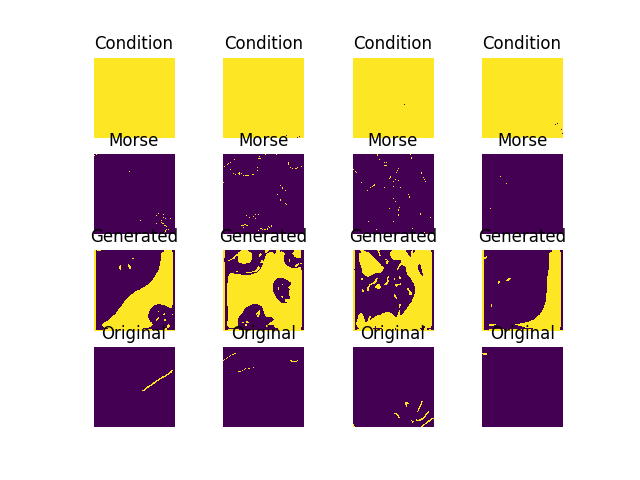 Condition Condition Condition Condition
Morse Morse Morse Morse
Generated Generated Generated Generated
Original Original Original Original